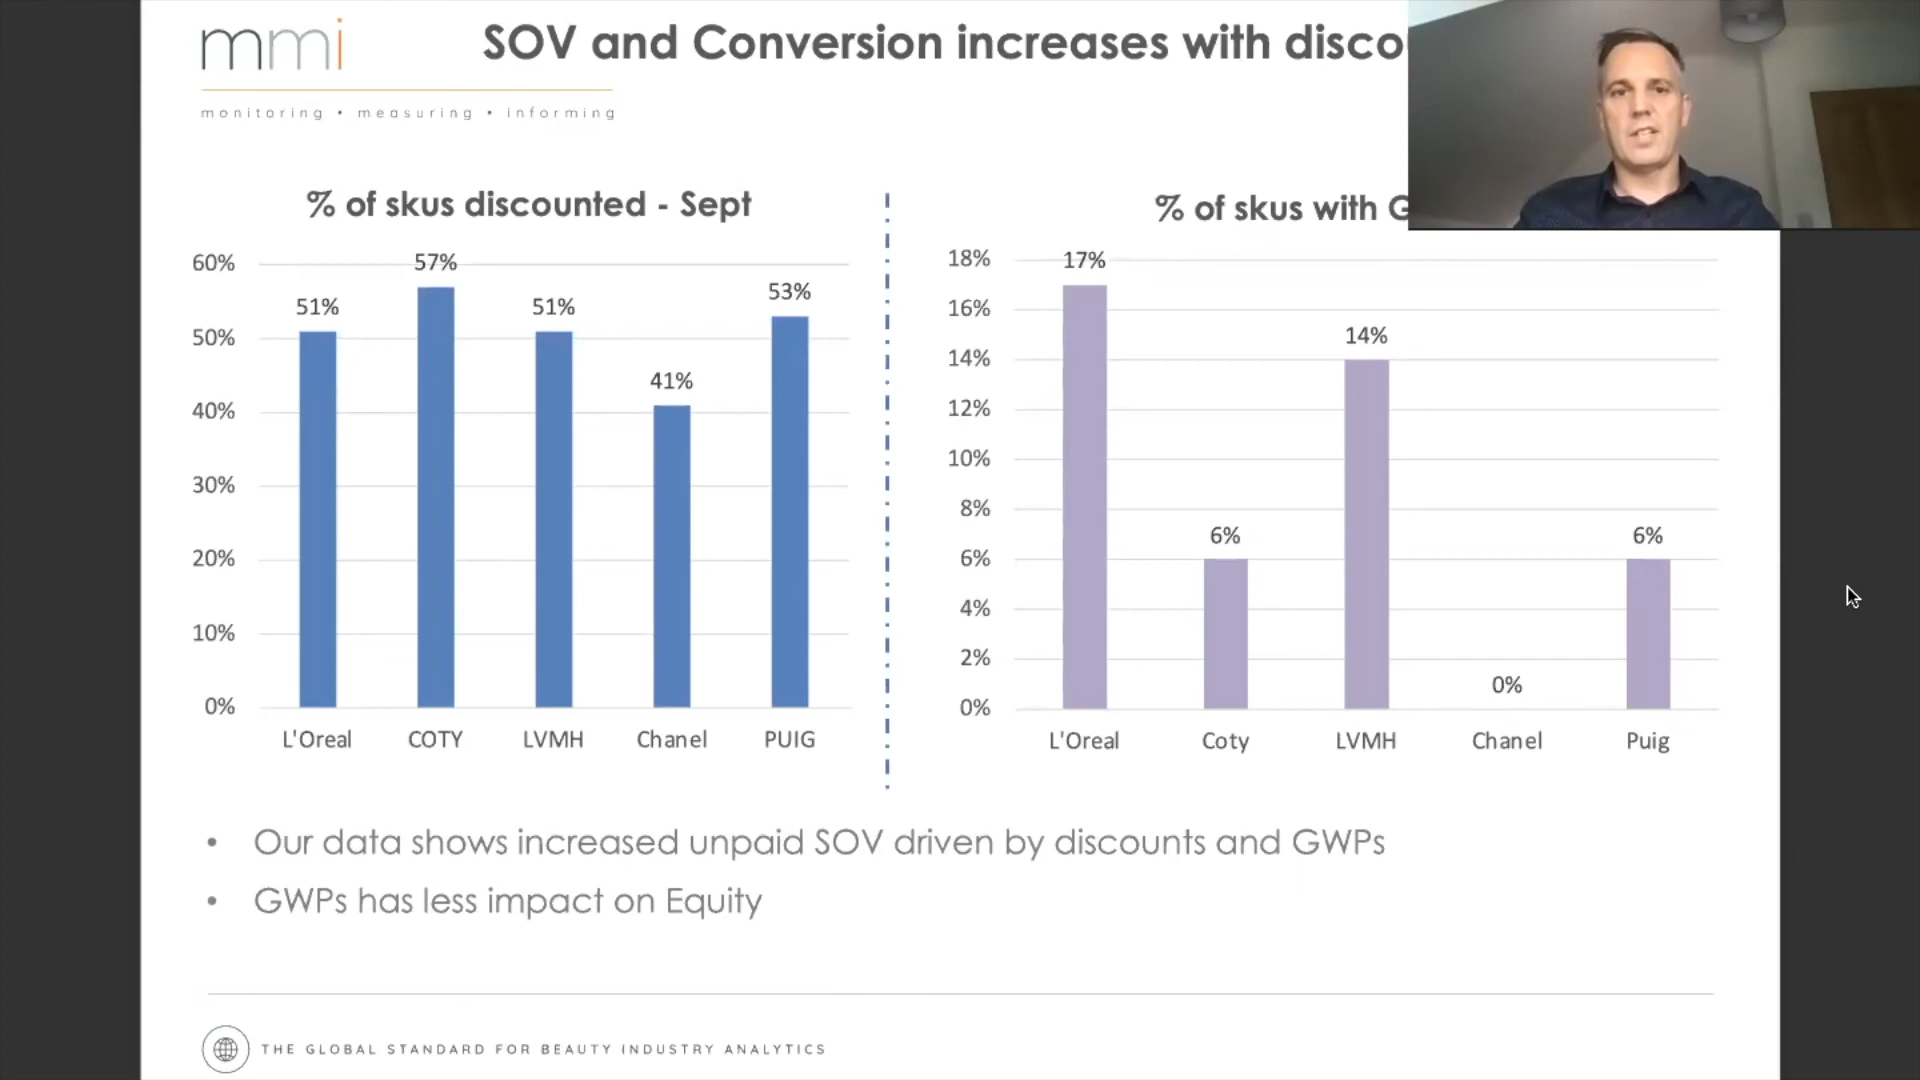 mmi
SOV and Conversion increases with disco
monitoring • measuring • informing
% of skus discounted - Sept
60%
50%
40%
30%
20%
10%
0%
51%
57%
51%
41%
53%
L'Oreal
COTY
LVMH
Chanel
PUIG
% of skus with G
18%
16%
14%
12%
10%
8%
6%
4%
2%
0%
17%
6%
14%
0%
6%
L'Oreal
Coty
LVMH
Chanel
Puig
• Our data shows increased unpaid SOV driven by discounts and GWPs
• GWPs has less impact on Equity
THE GLOBAL STANDARD FOR BEAUTY INDUSTRY ANALYTICS